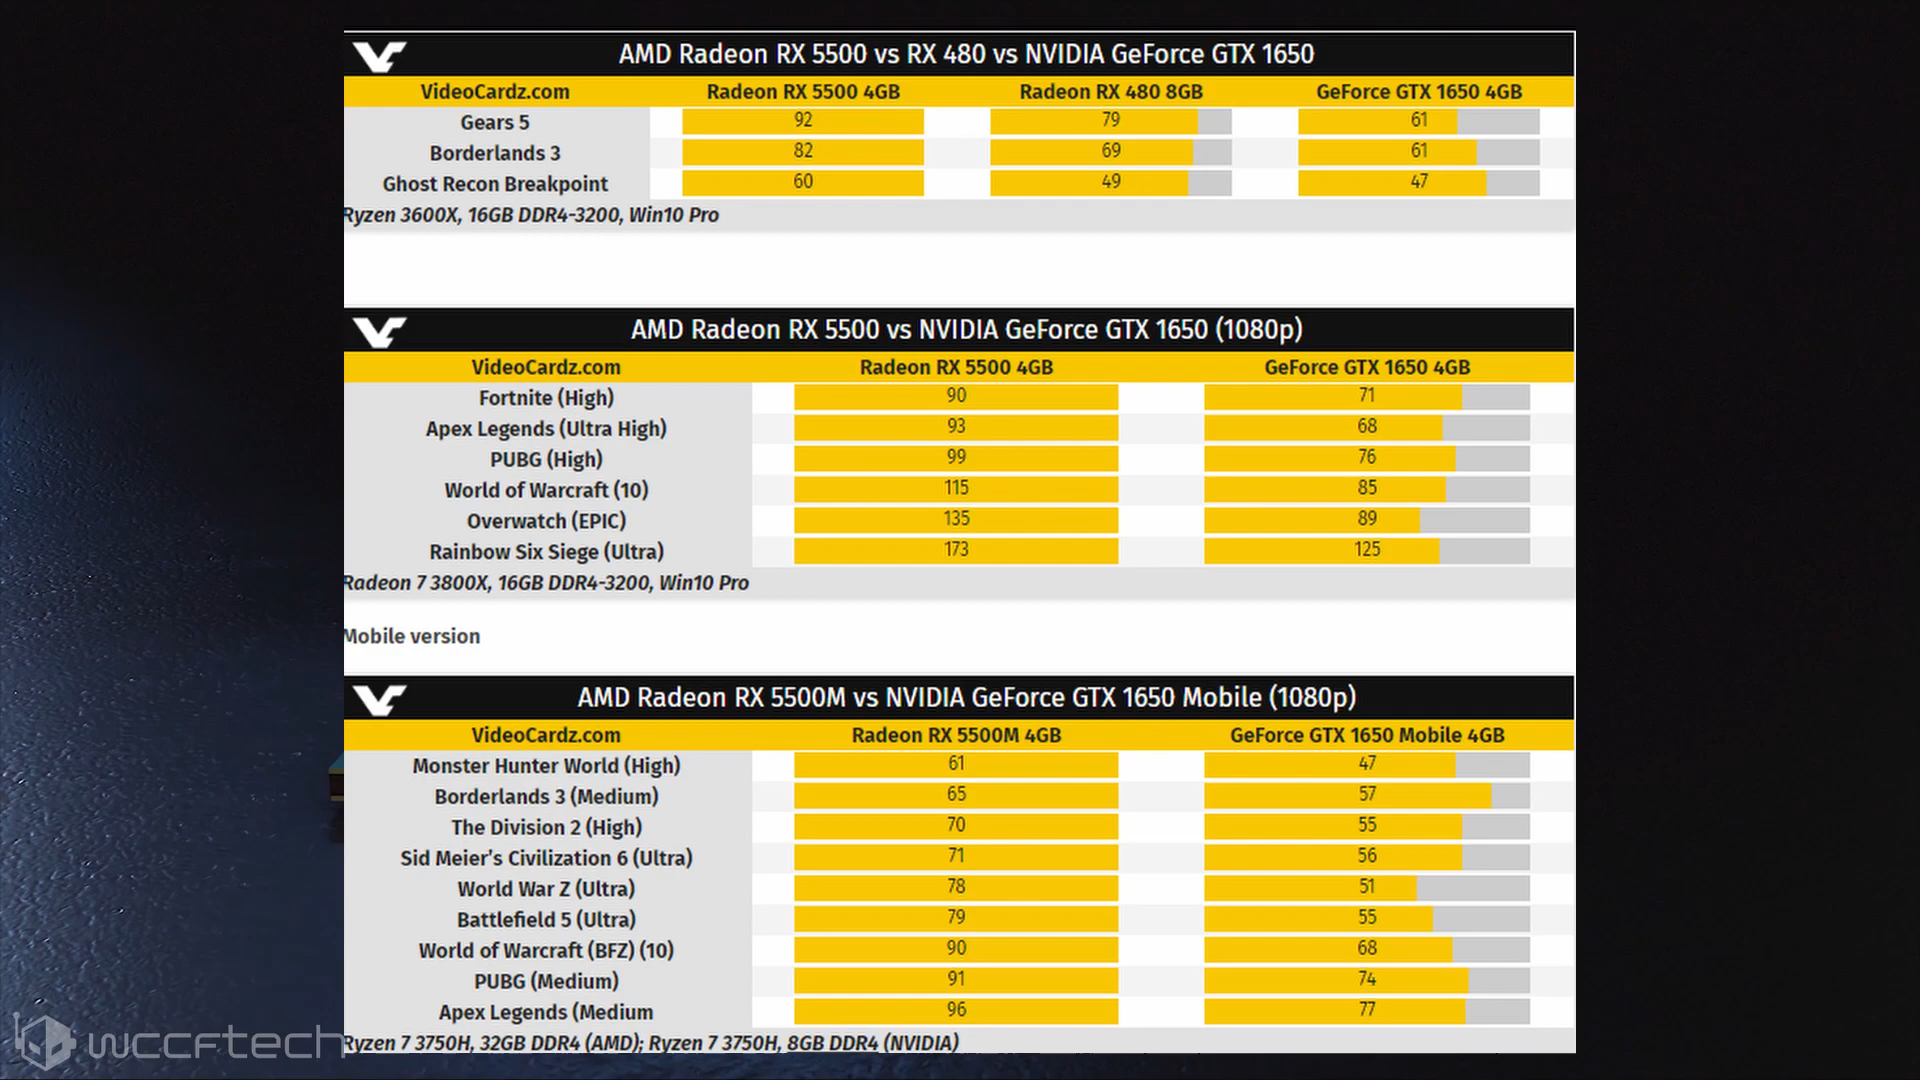 AMD Radeon RX 5500 vs RX 480 vs NVIDIA GeForce GTX 1650
VideoCardz.com Radeon RX 5500 4GB Radeon RX 480 8GB GeForce GTX 1650 4GB
Gears 5 92 79 61
Borderlands 3 82 69 61
Ghost Recon Breakpoint 60 49 47
Ryzen 3600X, 16GB DDR4-3200, Win10 Pro
AMD Radeon RX 5500 vs NVIDIA GeForce GTX 1650 (1080p)
VideoCardz.com Radeon RX 5500 4GB GeForce GTX 1650 4GB
Fortnite (High) 90 71
Apex Legends (Ultra High) 93 68
PUBG (High) 99 76
World of Warcraft (10) 115 85
Overwatch (EPIC) 135 89
Rainbow Six Siege (Ultra) 173 125
Radeon 7 3800X, 16GB DDR4-3200, Win10 Pro
Mobile version
AMD Radeon RX 5500M vs NVIDIA GeForce GTX 1650 Mobile (1080p)
VideoCardz.com Radeon RX 5500M 4GB GeForce GTX 1650 Mobile 4GB
Monster Hunter World (High) 61 47
Borderlands 3 (Medium) 65 57
The Division 2 (High) 70 55
Sid Meier's Civilization 6 (Ultra) 71 56
World War Z (Ultra) 78 51
Battlefield 5 (Ultra) 79 55
World of Warcraft (BFZ) (10) 90 68
PUBG (Medium) 91 74
Apex Legends (Medium 96 77
Ryzen 7 3750H, 32GB DDR4 (AMD); Ryzen 7 3750H, 8GB DDR4 (NVIDIA)
wccftech